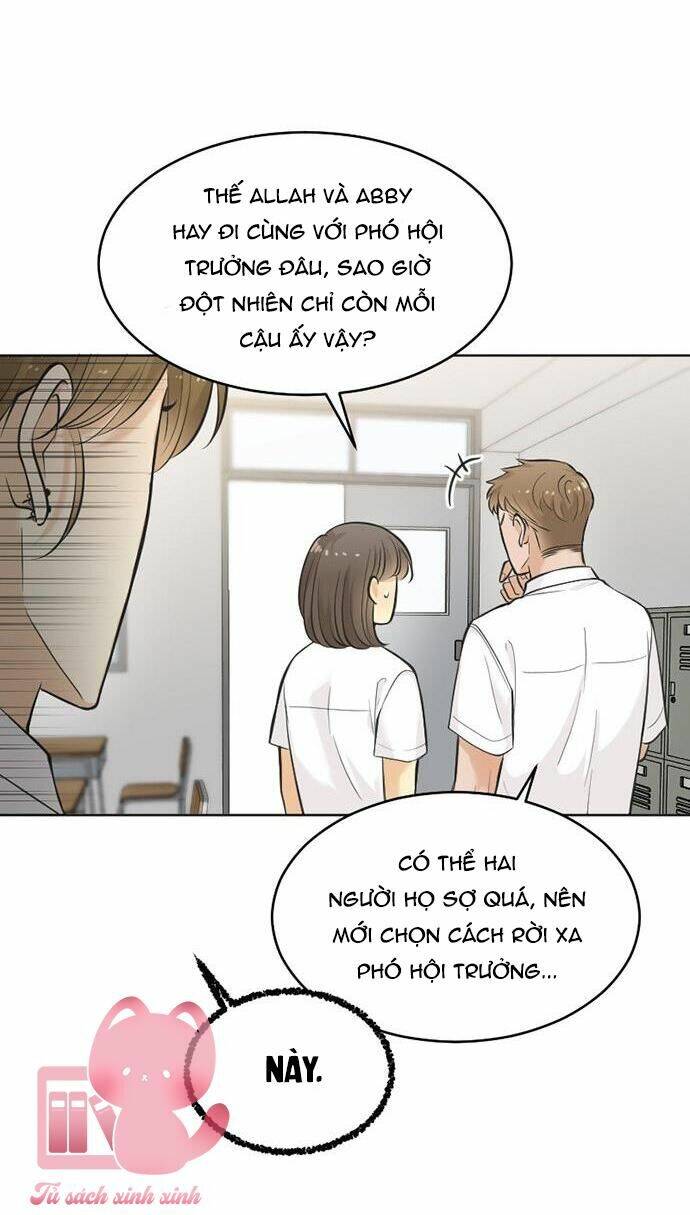 THẾ ALLAH VÀ ABBY
HAY ĐI CÙNG VỚI PHÓ HỘI
TRƯỞNG ĐÂU, SAO GIỜ
ĐỘT NHIÊN CHỈ CÒN MỖI
CẬU ẤY VẬY?
CÓ THỂ HAI
NGƯỜI HỌ SỢ QUÁ, NÊN
MỚI CHỌN CÁCH RỜI XA
PHÓ HỘI TRƯỞNG...
NÀY.
Tủ sách xinh xinh